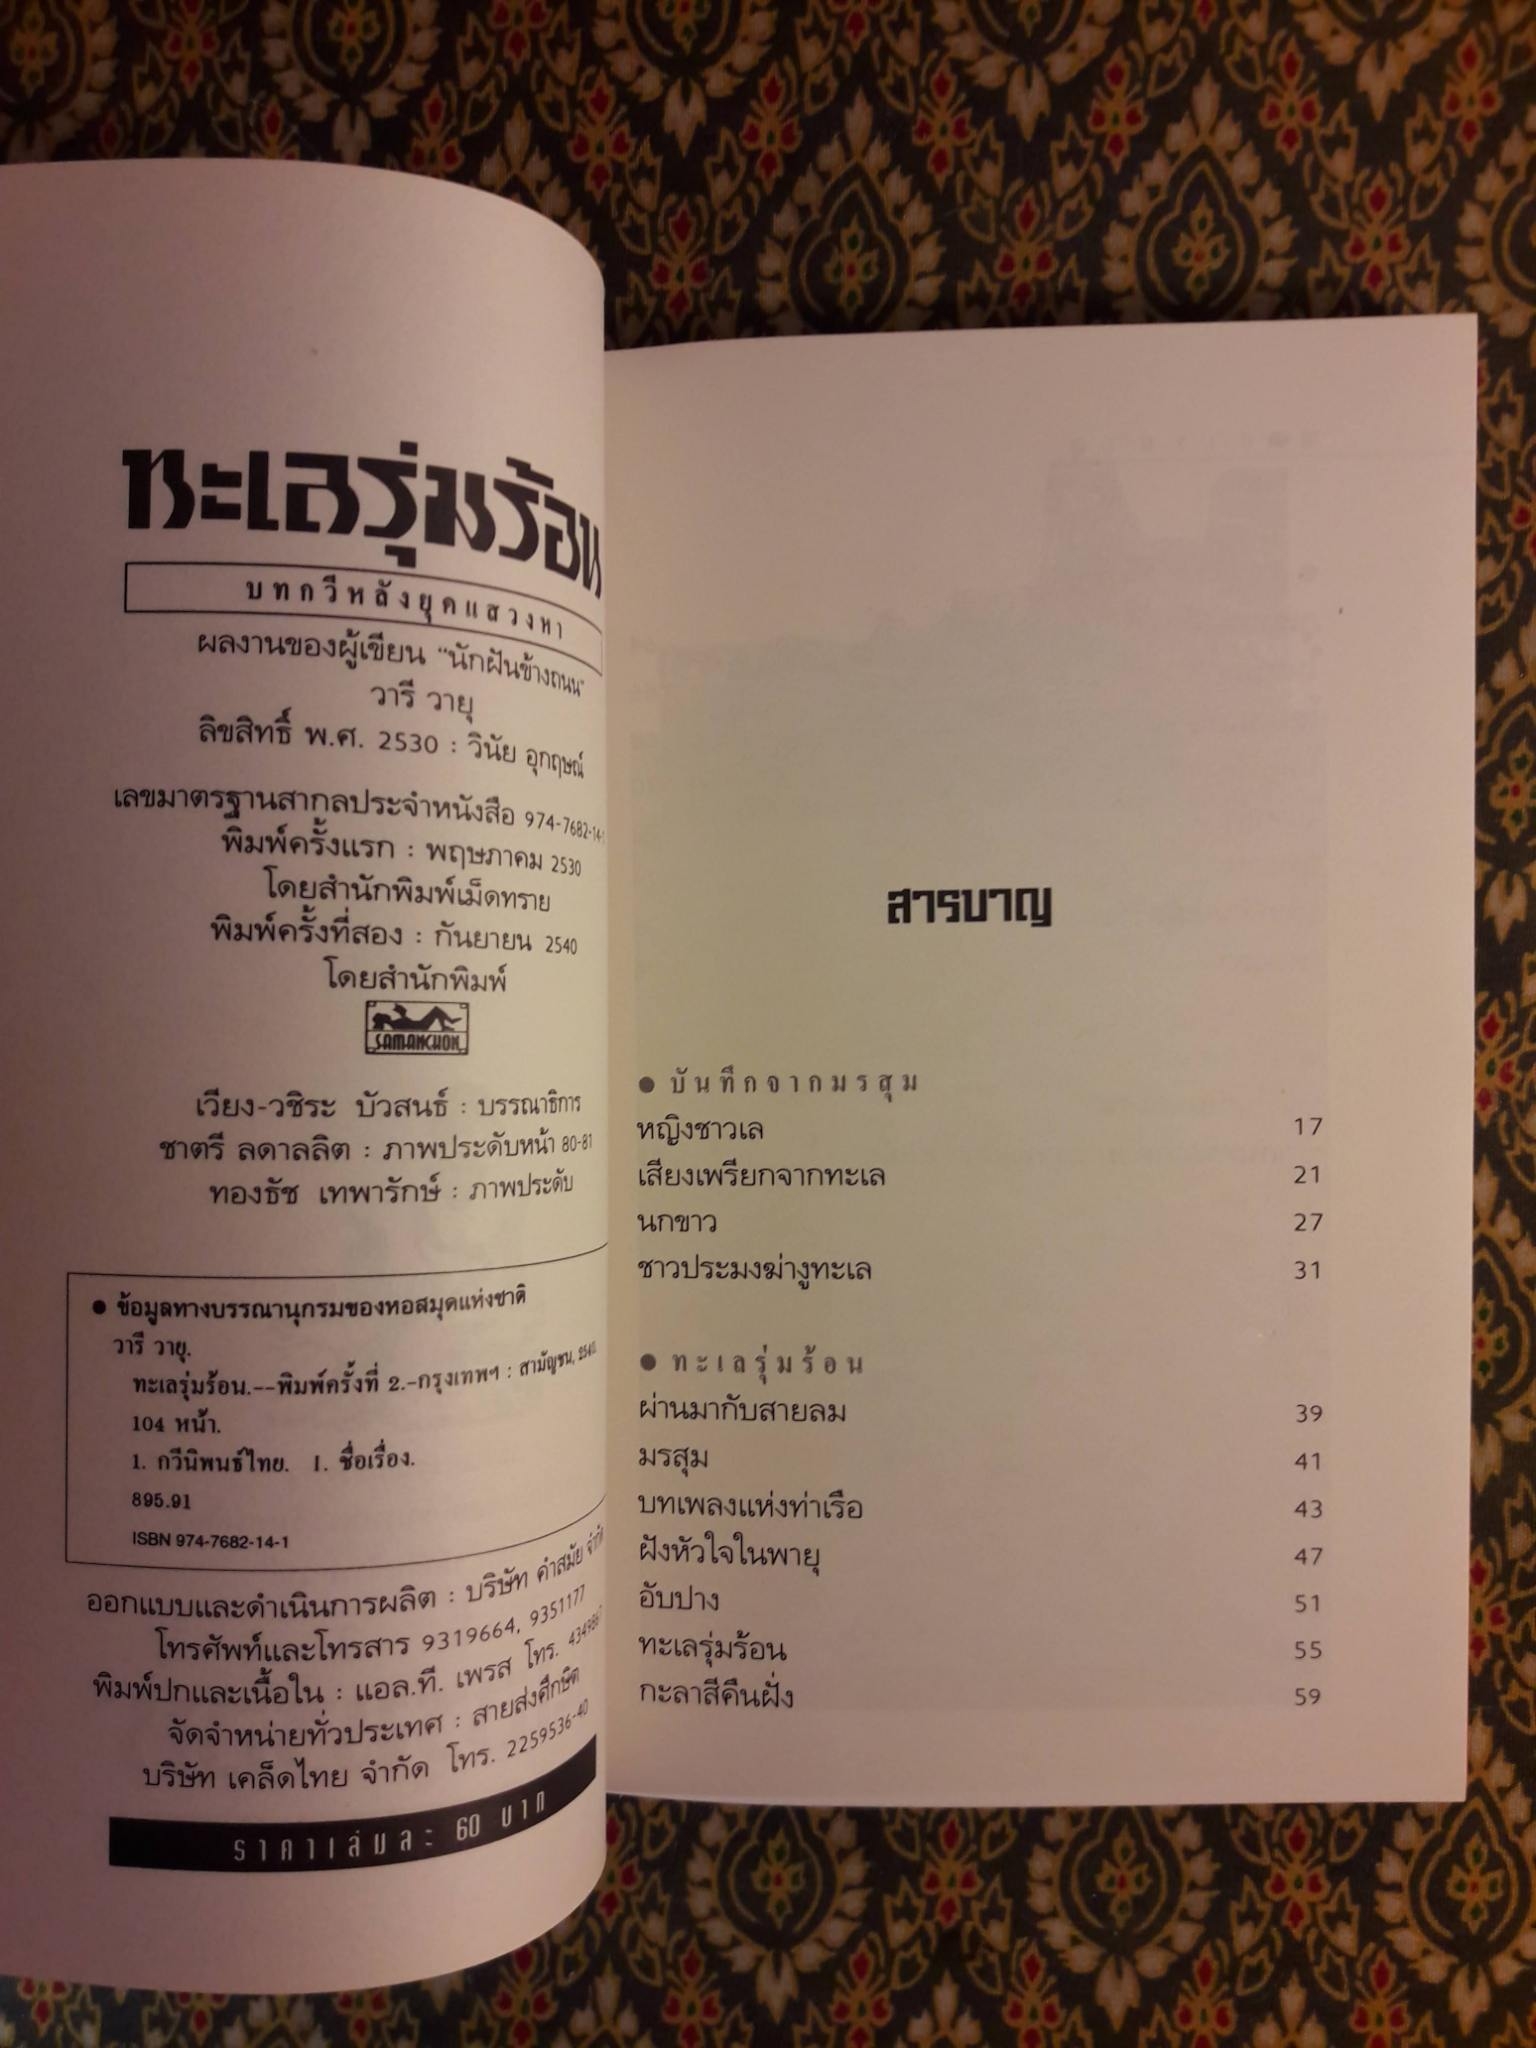 ทะเลรุ่มร้อน
บทกวีหลังยุคแสวงหา
ผลงานของผู้เขียน "นักฝันข้างถนน"
วารี วายุ
ลิขสิทธิ์ พ.ศ. 2530 : วินัย อุกฤษณ์
เลขมาตรฐานสากลประจำหนังสือ 974-7682-14-1
พิมพ์ครั้งแรก : พฤษภาคม 2530
โดยสำนักพิมพ์เม็ดทราย
พิมพ์ครั้งที่สอง : กันยายน 2540
โดยสำนักพิมพ์
SAMANCHON
เวียง-วชิระ บัวสนธ์ : บรรณาธิการ
ชาตรี ลดาลลิต : ภาพประดับหน้า 80-81
ทองธัช เทพารักษ์ : ภาพประดับ
● ข้อมูลทางบรรณานุกรมของหอสมุดแห่งชาติ
วารี วายุ.
ทะเลรุ่มร้อน.--พิมพ์ครั้งที่ 2.-กรุงเทพฯ : สามัญชน, 2540.
104 หน้า.
1. กวีนิพนธ์ไทย. I. ชื่อเรื่อง.
895.91
ISBN 974-7682-14-1
ออกแบบและดำเนินการผลิต : บริษัท คำสมัย จำกัด
โทรศัพท์และโทรสาร 9319664, 9351177
พิมพ์ปกและเนื้อใน : แอล.ที. เพรส โทร.
จัดจำหน่ายทั่วประเทศ : สายส่งศึกษิต
บริษัท เคล็ดไทย จำกัด โทร. 2259536-40
ราคาเล่มละ 60 บาท
สารบาญ
● บันทึกจากมรสุม
หญิงชาวเล 17
เสียงเพรียกจากทะเล 21
นกขาว 27
ชาวประมงฆ่างูทะเล 31
● ทะเลรุ่มร้อน
ผ่านมากับสายลม 39
มรสุม 41
บทเพลงแห่งท่าเรือ 43
ฝังหัวใจในพายุ 47
อับปาง 51
ทะเลรุ่มร้อน 55
กะลาสีคืนฝั่ง 59